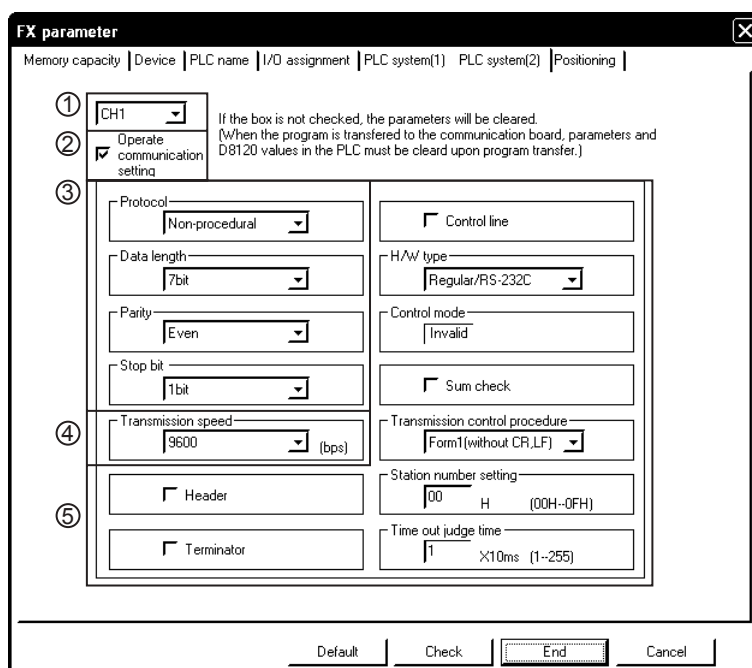 FX parameter
Memory capacity Device PLC name I/O assignment PLC system(1) PLC system(2) Positioning
① CH1
If the box is not checked, the parameters will be cleared.
(When the program is transfered to the communication board, parameters and
D8120 values in the PLC must be cleard upon program transfer.)
② Operate
communication
setting
③
Protocol
Non-procedural
Control line
Data length
7bit
H/W type
Regular/RS-232C
Parity
Even
Control mode
Invalid
Stop bit
1bit
Sum check
④ Transmission speed
9600 (bps)
Transmission control procedure
Form1(without CR,LF)
⑤ Header
Station number setting
00 H (00H--0FH)
Terminator
Time out judge time
1 X10ms (1--255)
Default Check End Cancel